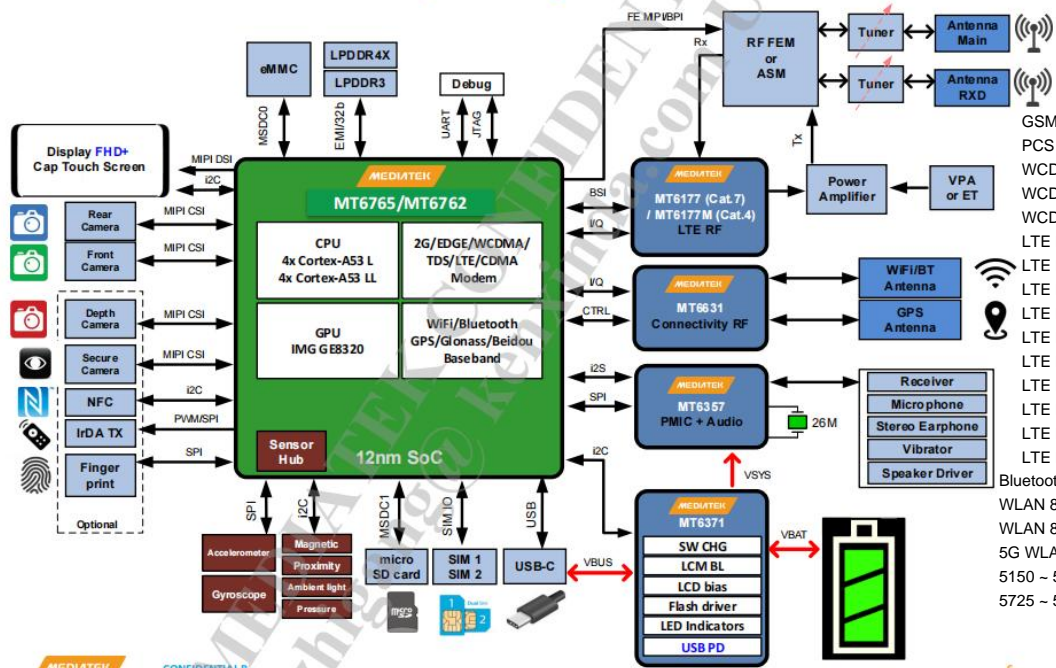 FE MIPI/BPI
eMMC
LPDDR4X
LPDDR3
Debug
Rx
RF FEM
or
ASM
Tuner
Antenna
Main
Tuner
Antenna
RXD
MSDC0
EMI/32b
UART
JTAG
Tx
Display FHD+
Cap Touch Screen
MIPI DSI
i2C
MEDIATEK
MT6765/MT6762
CPU
4x Cortex-A53 L
4x Cortex-A53 LL
2G/EDGE/WCDMA/
TDS/LTE/CDMA
Modem
GPU
IMG GE8320
WiFi/Bluetooth
GPS/Glonass/Beidou
Baseband
Sensor
Hub
12nm SoC
Rear
Camera
MIPI CSI
Front
Camera
MIPI CSI
Depth
Camera
MIPI CSI
Secure
Camera
MIPI CSI
NFC
i2C
IrDA TX
PWM/SPI
Finger
print
SPI
Optional
BSI
I/Q
MEDIATEK
MT6177 (Cat.7)
/ MT6177M (Cat.4)
LTE RF
Power
Amplifier
VPA
or ET
I/Q
CTRL
MEDIATEK
MT6631
Connectivity RF
WiFi/BT
Antenna
GPS
Antenna
i2S
SPI
MEDIATEK
MT6357
PMIC + Audio
26M
Receiver
Microphone
Stereo Earphone
Vibrator
Speaker Driver
i2C
VSYS
MEDIATEK
MT6371
SW CHG
LCM BL
LCD bias
Flash driver
LED Indicators
USB PD
VBAT
VBUS
SPI
i2C
MSDC1
SIM IO
USB
Accelerometer
Gyroscope
Magnetic
Proximity
Ambient light
Pressure
micro
SD card
micro
SIM 1
SIM 2
1
Dual Sim
2
USB-C
GSM
PCS
WCD
WCD
WCD
LTE
LTE
LTE
LTE
LTE
LTE
LTE
LTE
LTE
LTE
Bluetoot
WLAN 8
WLAN 8
5G WLA
5150 ~ 5
5725 ~ 5
MEDIATEK
MEDIATEK CONFIDEN